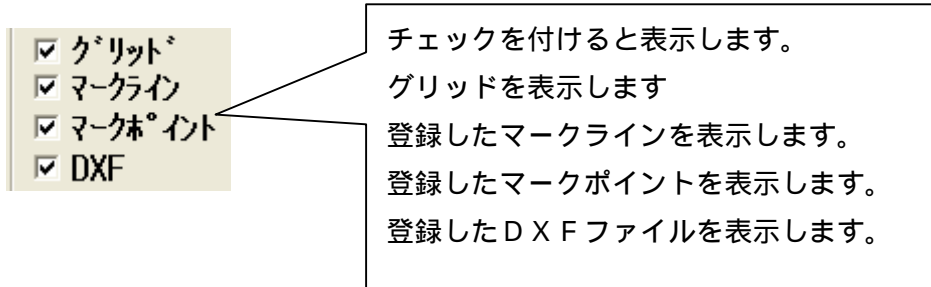 ｸﾞﾘｯﾄﾞ
ﾏｰｸﾗｲﾝ
ﾏｰｸﾎﾟｲﾝﾄ
DXF
チェックを付けると表示します。
グリッドを表示します
登録したマークラインを表示します。
登録したマークポイントを表示します。
登録したＤＸＦファイルを表示します。